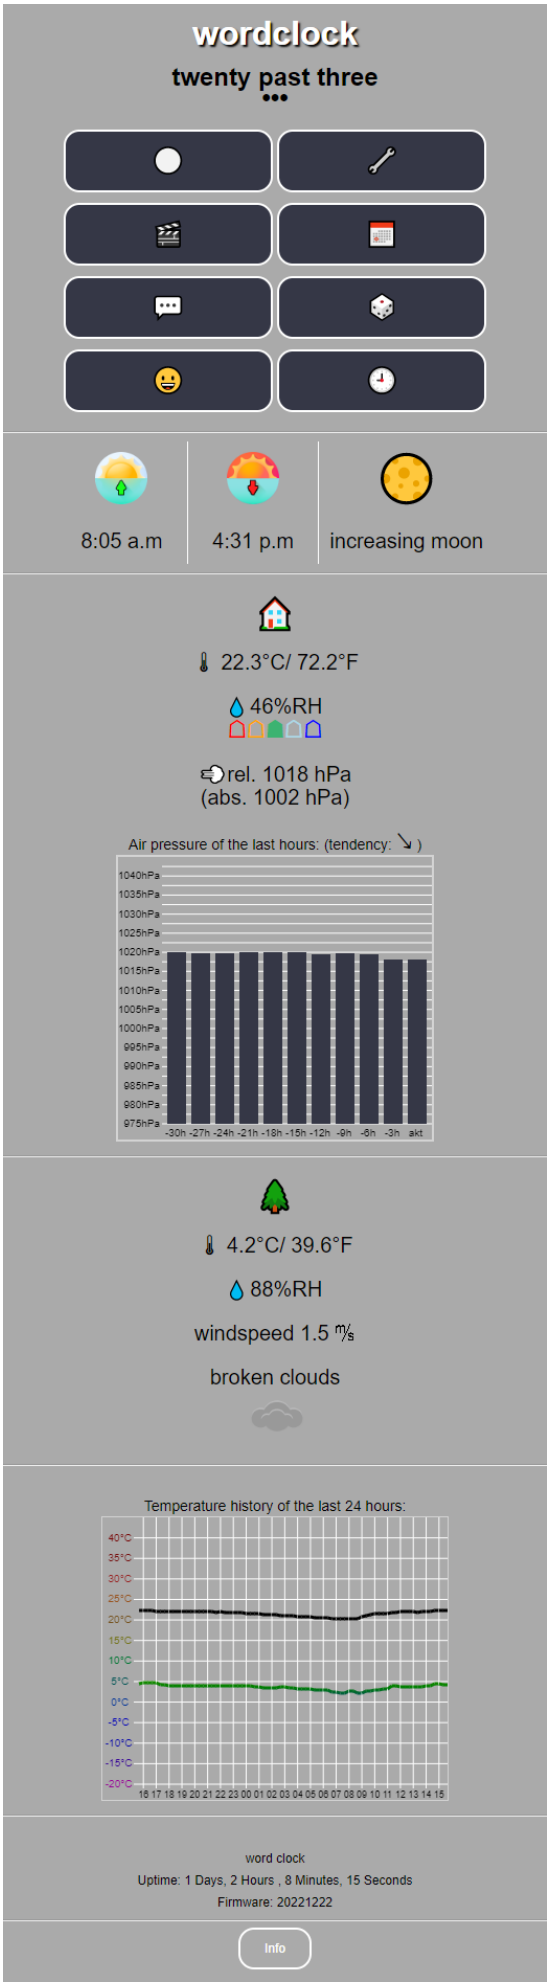 wordclock
twenty past three
•••
8:05 a.m
4:31 p.m
increasing moon
22.3°C/ 72.2°F
46%RH
rel. 1018 hPa
(abs. 1002 hPa)
Air pressure of the last hours: (tendency: ↘ )
1040hPa
1035hPa
1030hPa
1025hPa
1020hPa
1015hPa
1010hPa
1005hPa
1000hPa
995hPa
990hPa
985hPa
980hPa
975hPa
-30h -27h -24h -21h -18h -15h -12h -9h -6h -3h akt
4.2°C/ 39.6°F
88%RH
windspeed 1.5 m/s
broken clouds
Temperature history of the last 24 hours:
40°C
35°C
30°C
25°C
20°C
15°C
10°C
5°C
0°C
-5°C
-10°C
-15°C
-20°C
16 17 18 19 20 21 22 23 00 01 02 03 04 05 06 07 08 09 10 11 12 13 14 15
word clock
Uptime: 1 Days, 2 Hours , 8 Minutes, 15 Seconds
Firmware: 20221222
Info